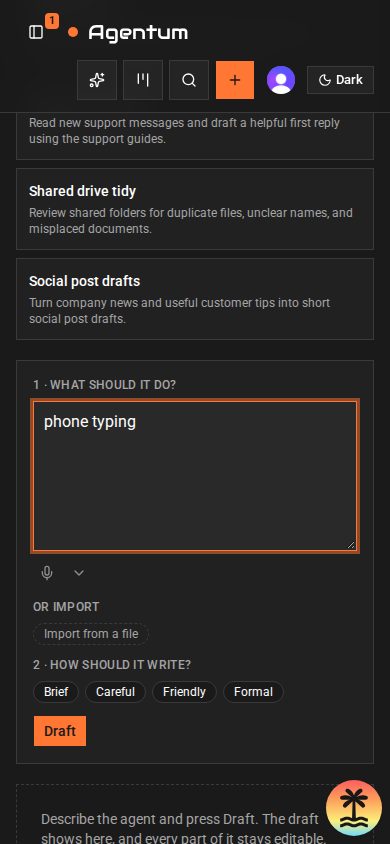 1
Agentum
Dark
Read new support messages and draft a helpful first reply
using the support guides.
Shared drive tidy
Review shared folders for duplicate files, unclear names, and
misplaced documents.
Social post drafts
Turn company news and useful customer tips into short
social post drafts.
1 · WHAT SHOULD IT DO?
phone typing
OR IMPORT
Import from a file
2 · HOW SHOULD IT WRITE?
Brief Careful Friendly Formal
Draft
Describe the agent and press Draft. The draft
shows here, and every part of it stays editable.